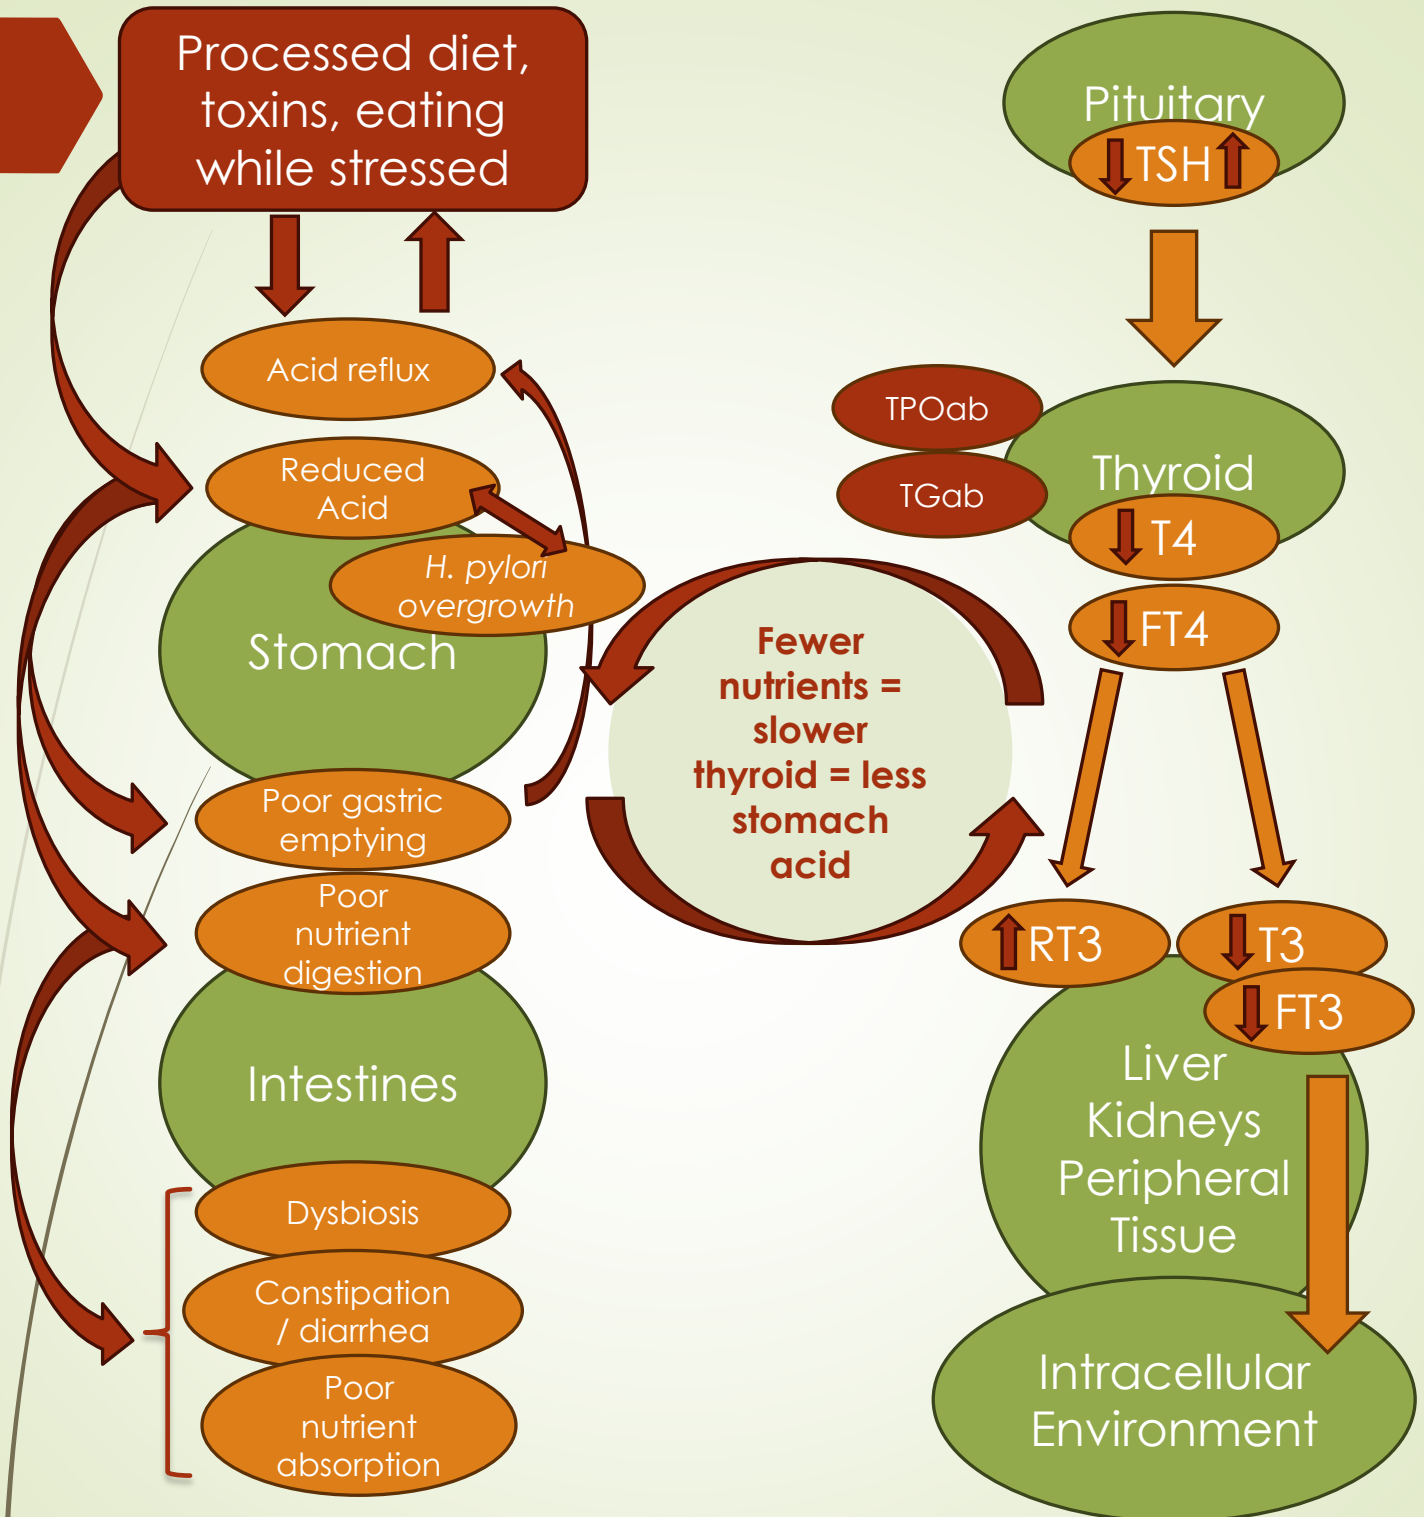 Processed diet,
toxins, eating
while stressed
Acid reflux
Reduced
Acid
H. pylori
overgrowth
Stomach
Poor gastric
emptying
Poor
nutrient
digestion
Intestines
Dysbiosis
Constipation
/ diarrhea
Poor
nutrient
absorption
Fewer
nutrients =
slower
thyroid = less
stomach
acid
Pituitary
TSH
TPOab
TGab
Thyroid
T4
FT4
RT3
T3
FT3
Liver
Kidneys
Peripheral
Tissue
Intracellular
Environment